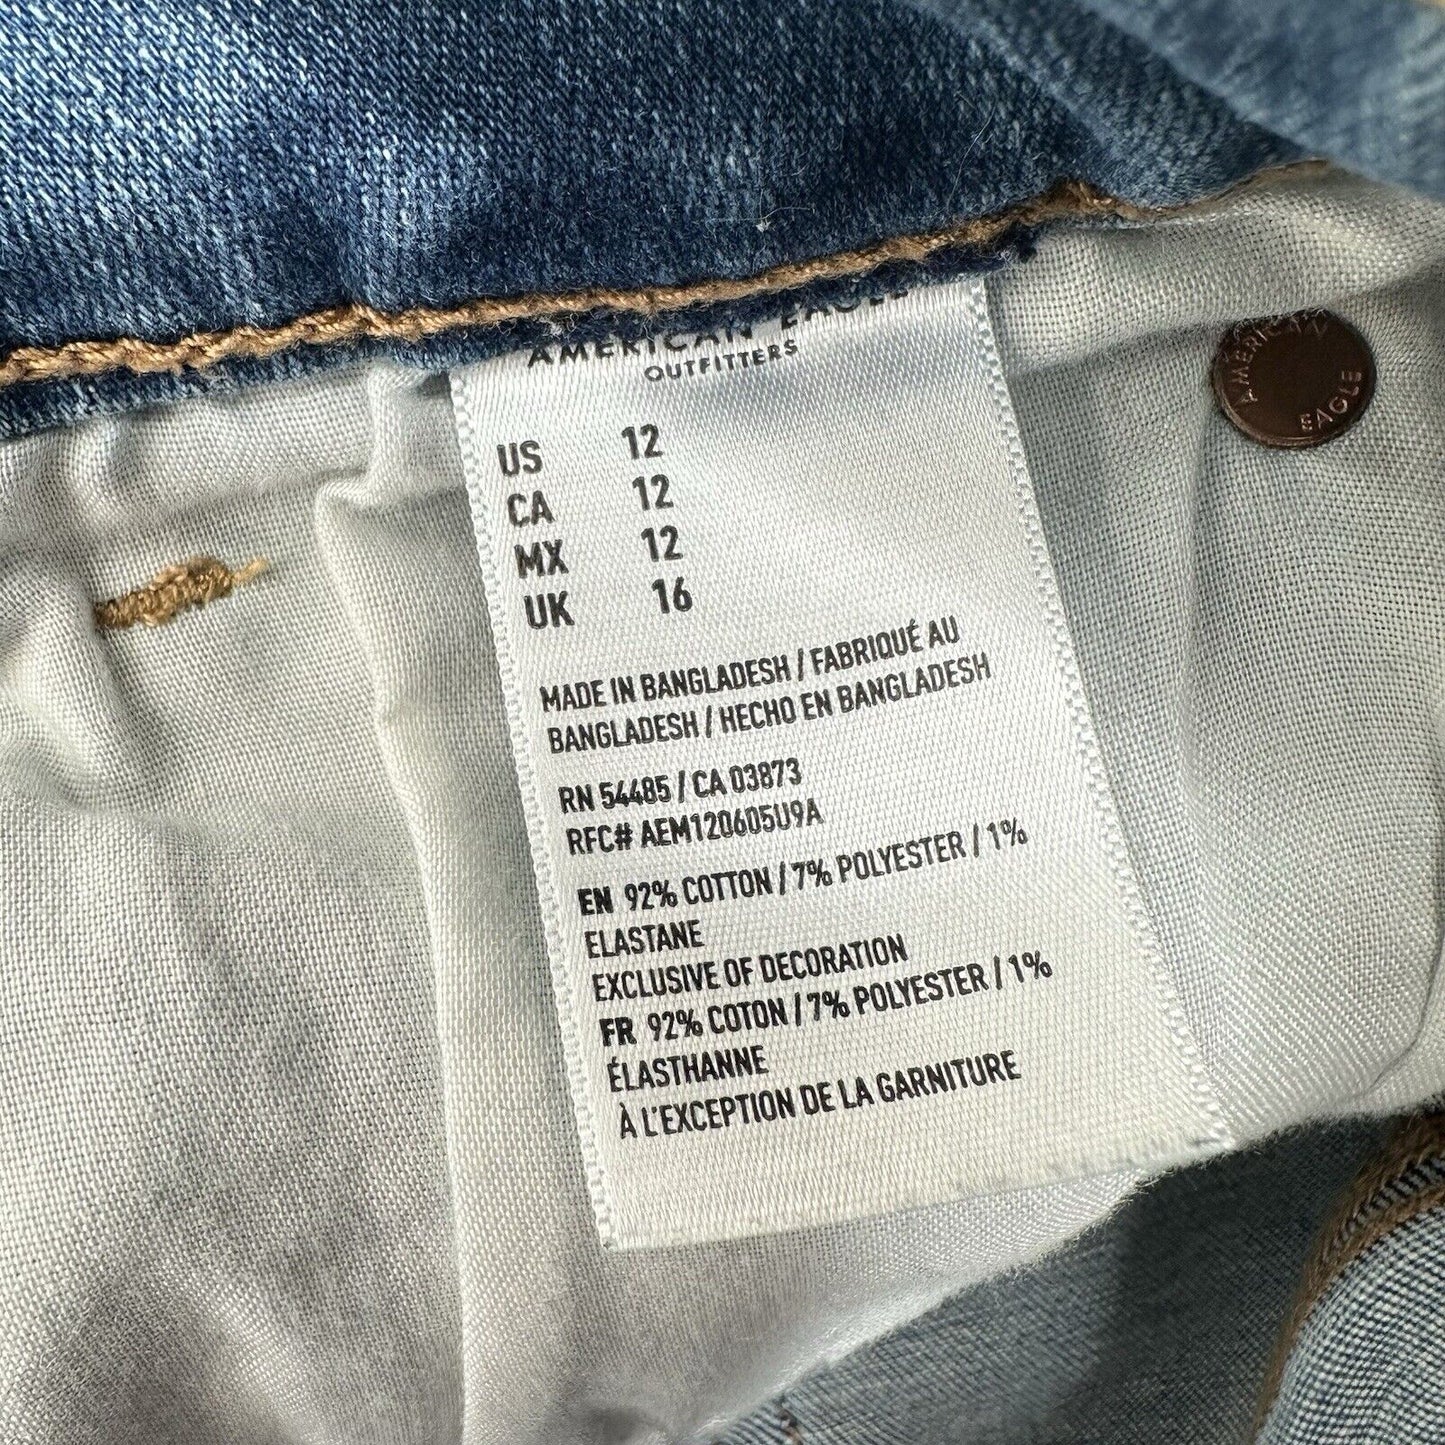 AMERICAN EAGLE
OUTFITTERS
US 12
CA 12
MX 12
UK 16
MADE IN BANGLADESH / FABRIQUÉ AU
BANGLADESH / HECHO EN BANGLADESH
RN 54485 / CA 03873
RFC# AEM120605U9A
EN 92% COTTON / 7% POLYESTER / 1%
ELASTANE
EXCLUSIVE OF DECORATION
FR 92% COTON / 7% POLYESTER / 1%
ÉLASTHANNE
À L'EXCEPTION DE LA GARNITURE
AMERICAN
EAGLE